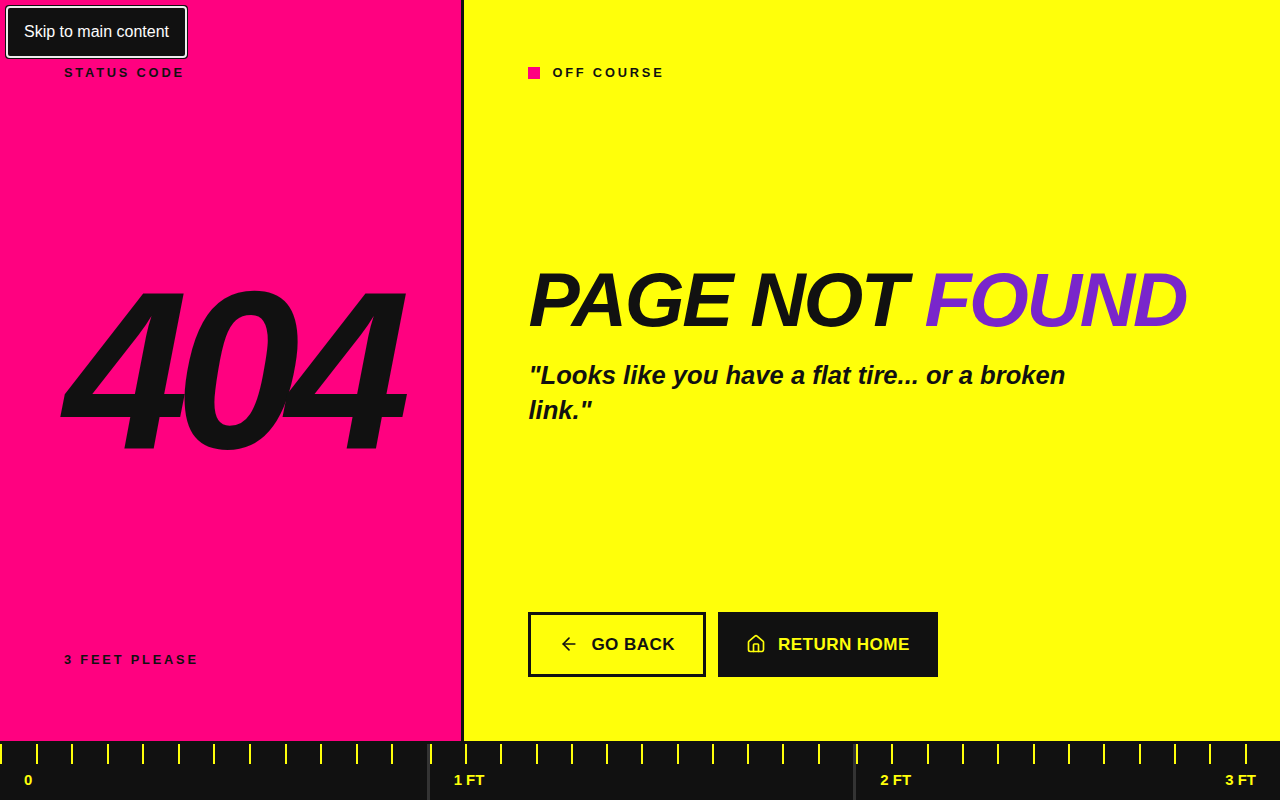 Skip to main content
STATUS CODE
404
3 FEET PLEASE
OFF COURSE
PAGE NOT FOUND
"Looks like you have a flat tire... or a broken
link."
GO BACK
RETURN HOME
0
1 FT
2 FT
3 FT